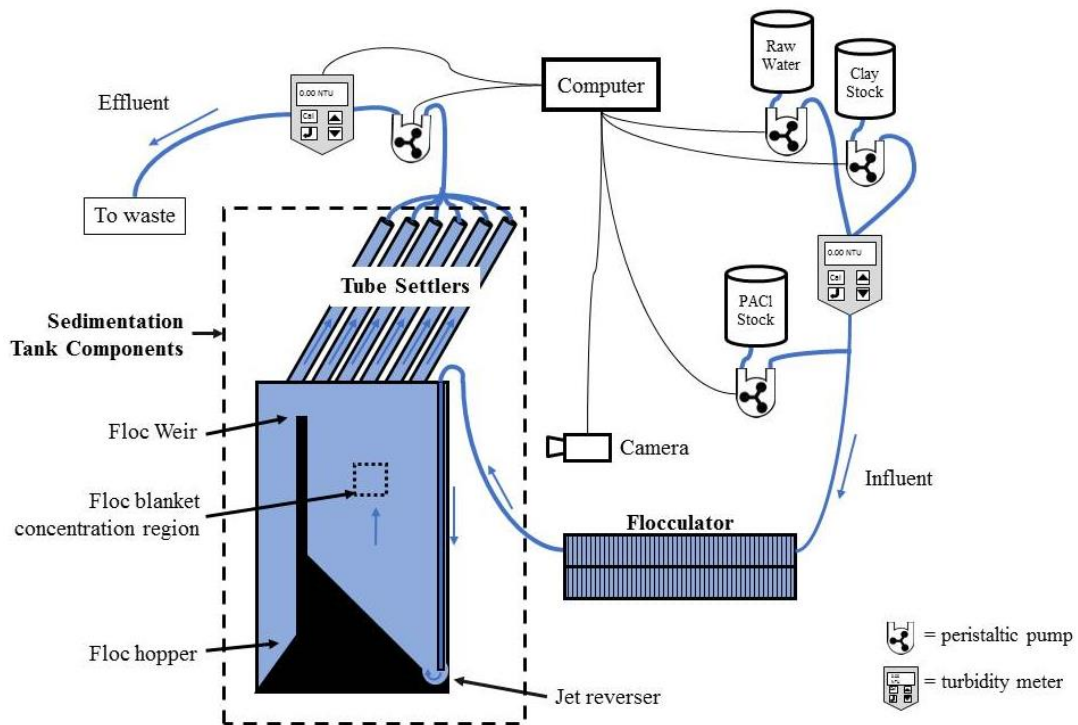 Raw
Water
Clay
Stock
Computer
0.00 NTU
Cal
Effluent
To waste
0.00 NTU
Cal
PACl
Stock
Tube Settlers
Sedimentation
Tank Components
Floc Weir
Camera
Influent
Floc blanket
concentration region
Flocculator
Floc hopper
Jet reverser
= peristaltic pump
= turbidity meter